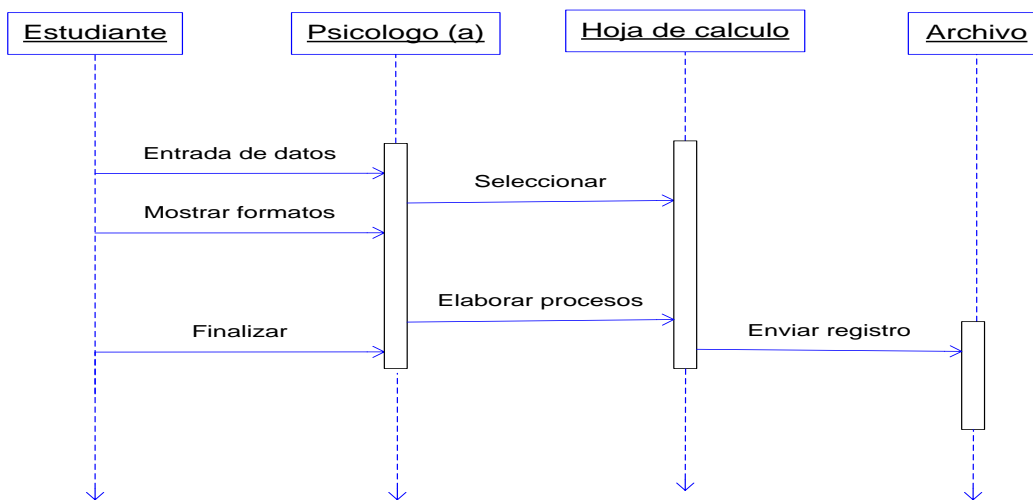 Estudiante
Psicologo (a)
Hoja de calculo
Archivo
Entrada de datos
Seleccionar
Mostrar formatos
Elaborar procesos
Finalizar
Enviar registro